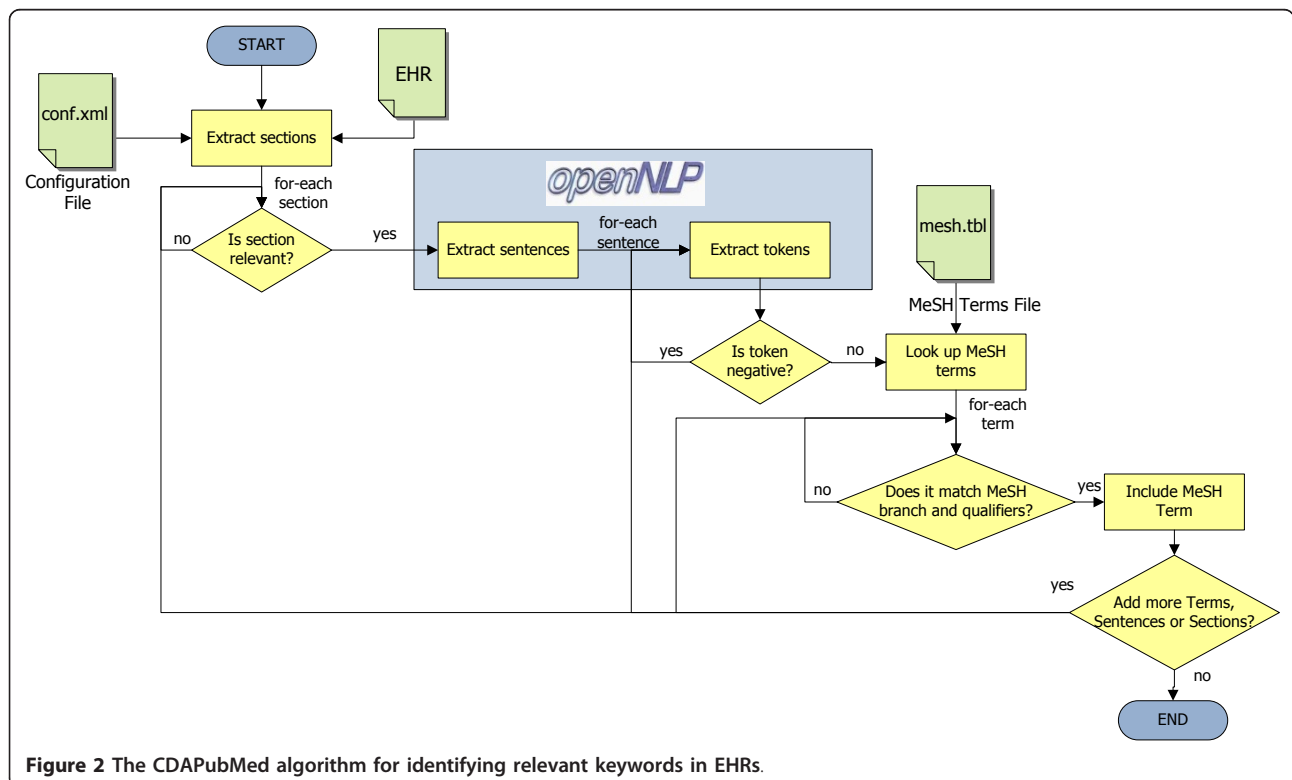 START
EHR
conf.xml
Extract sections
Configuration
File
for-each
section
openNLP
no
Is section
relevant?
yes
Extract sentences
for-each
sentence
Extract tokens
mesh.tbl
MeSH Terms File
yes
Is token
negative?
no
Look up MeSH
terms
for-each
term
no
Does it match MeSH
branch and qualifiers?
yes
Include MeSH
Term
yes
Add more Terms,
Sentences or Sections?
no
END
Figure 2 The CDAPubMed algorithm for identifying relevant keywords in EHRs.